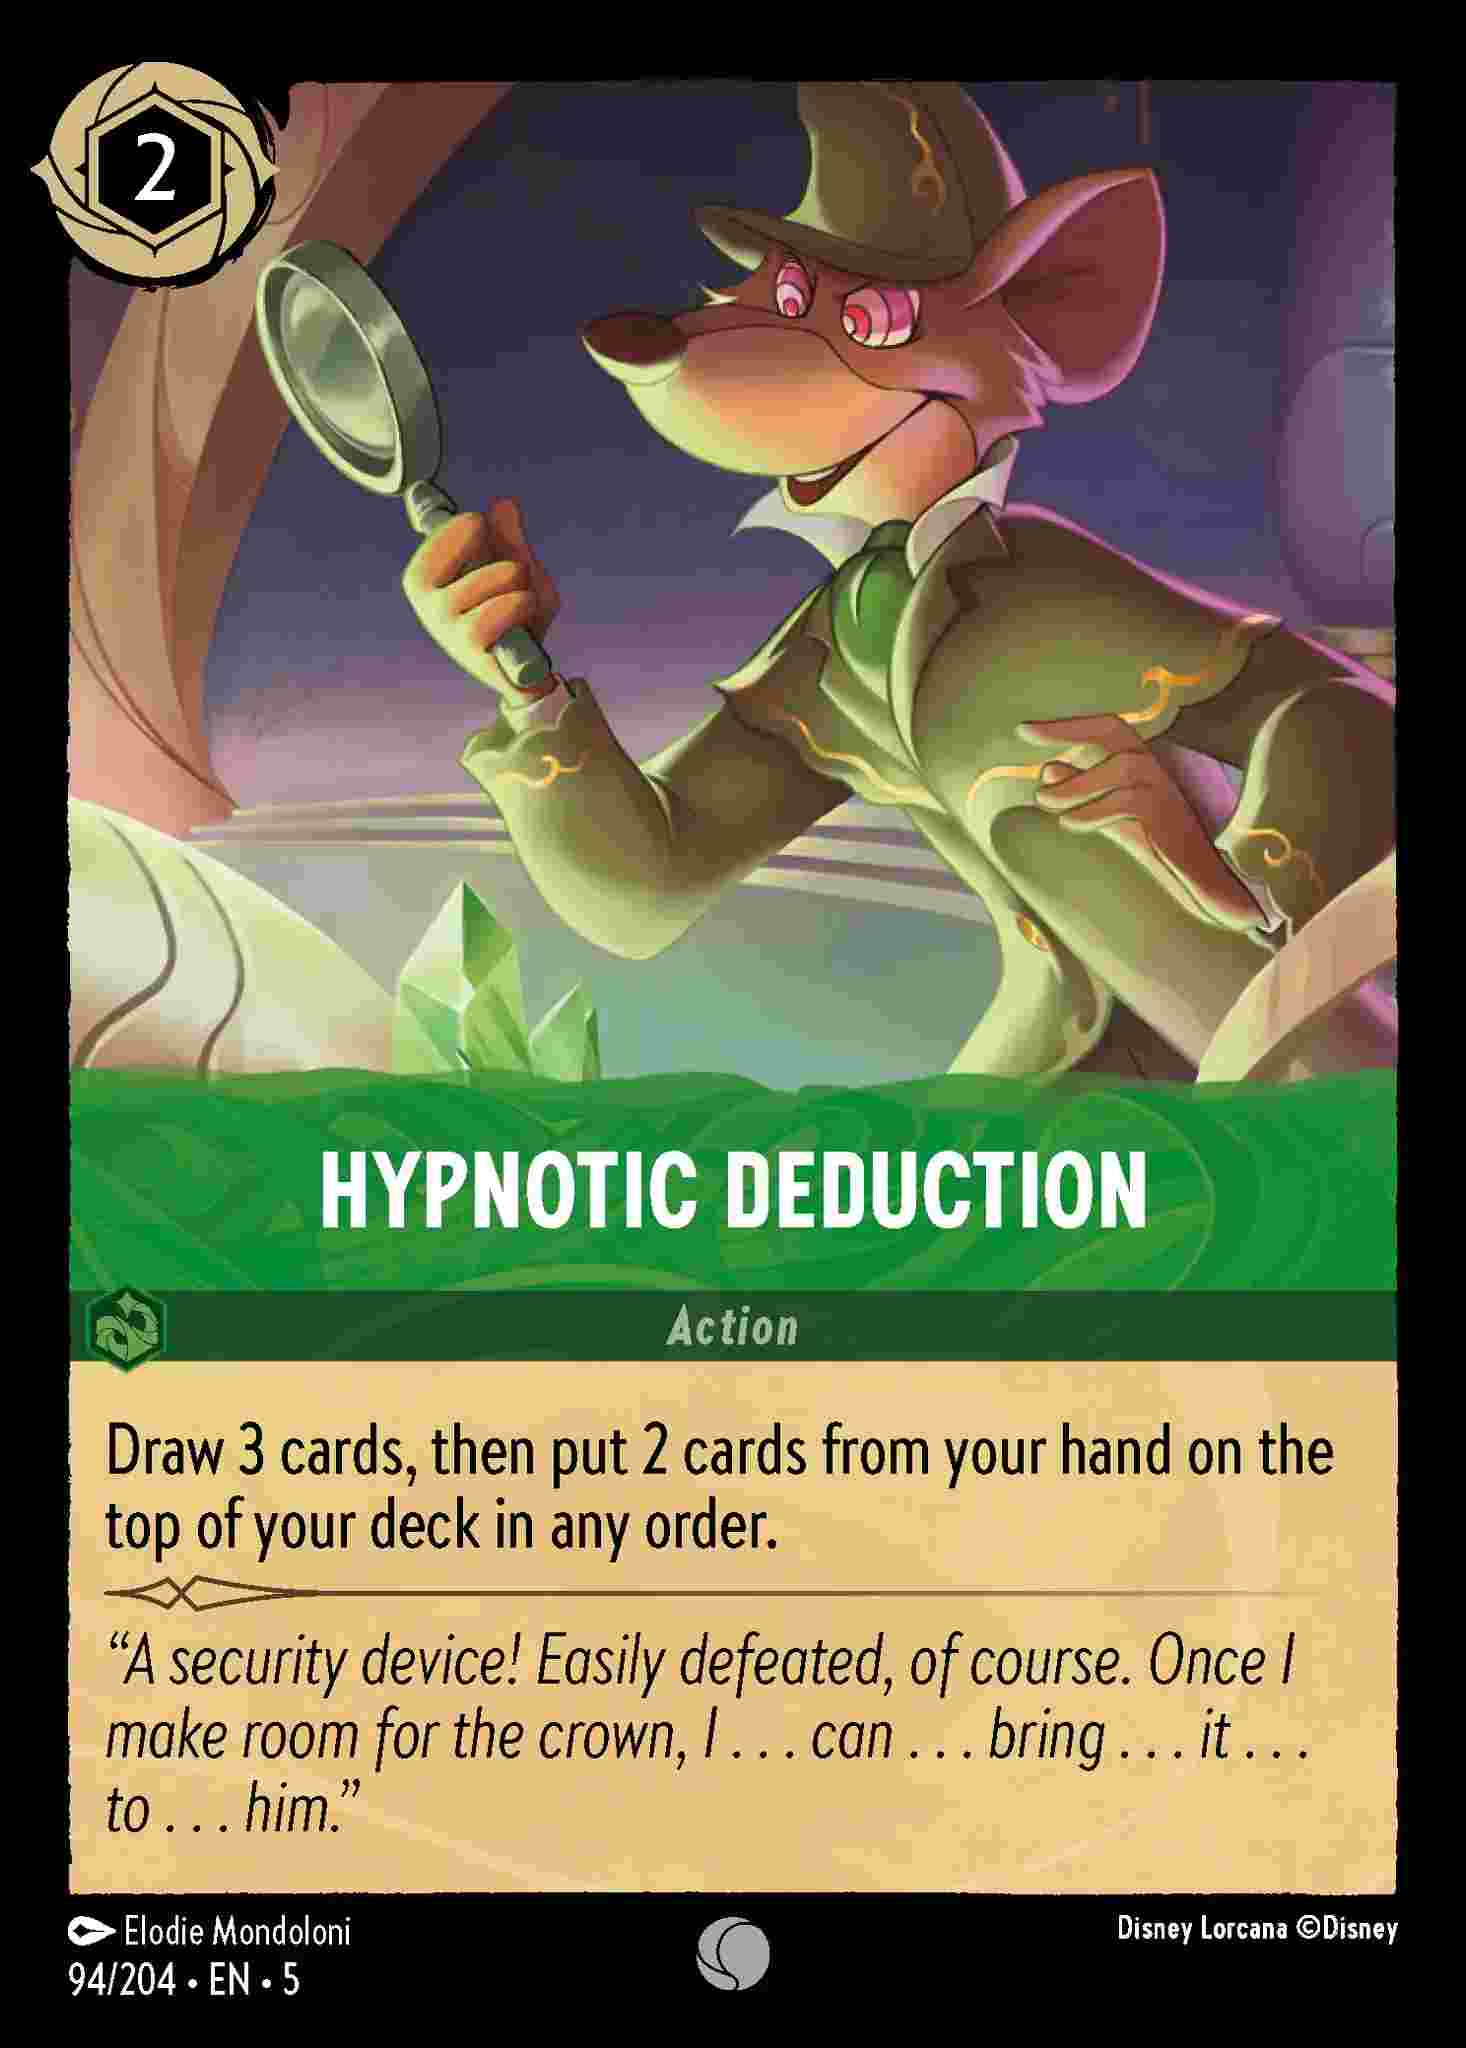 2
HYPNOTIC DEDUCTION
Action
Draw 3 cards, then put 2 cards from your hand on the
top of your deck in any order.
“A security device! Easily defeated, of course. Once I
make room for the crown, I . . . can . . . bring . . . it . . .
to . . . him.”
Elodie Mondoloni
Disney Lorcana ©Disney
94/204 • EN • 5